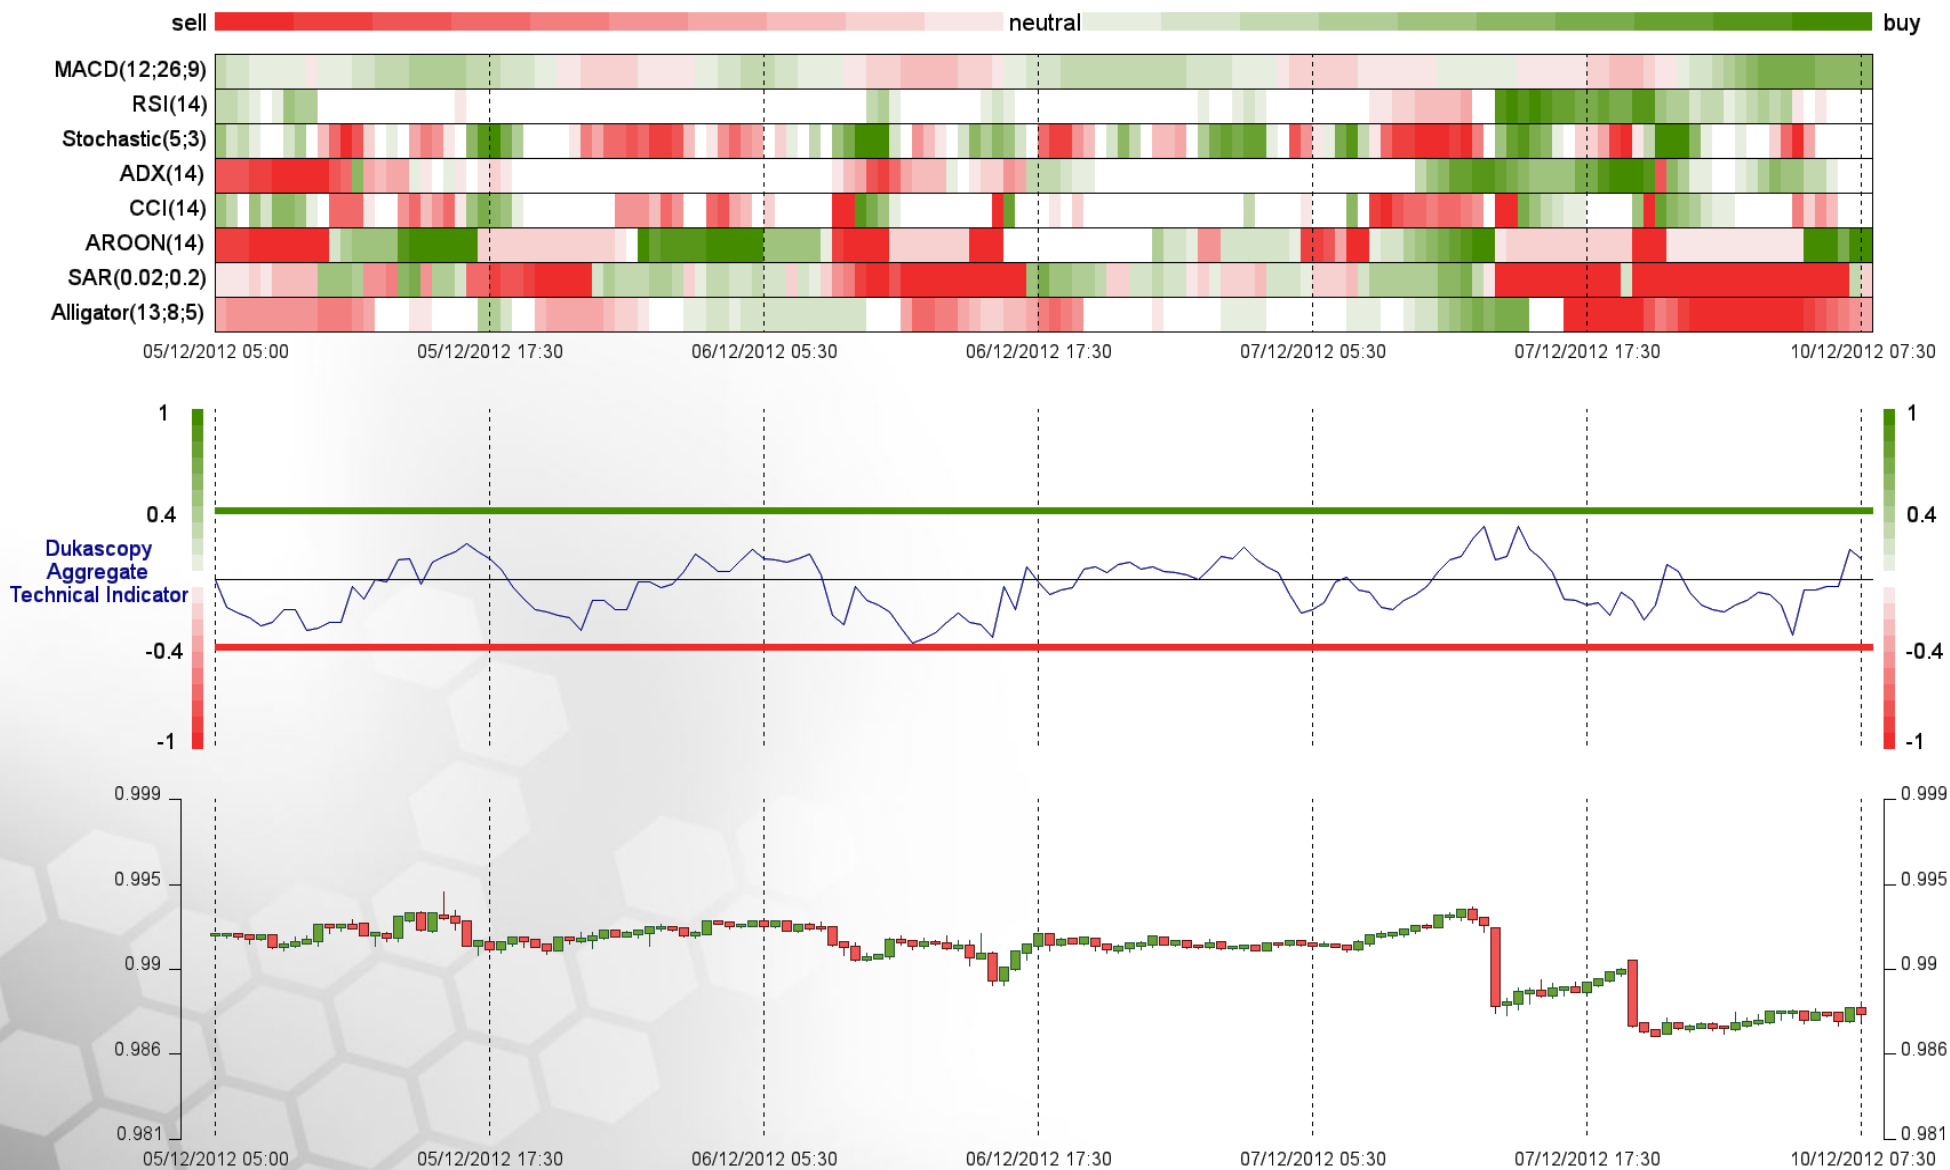 sell neutral buy
MACD(12;26;9)
RSI(14)
Stochastic(5;3)
ADX(14)
CCI(14)
AROON(14)
SAR(0.02;0.2)
Alligator(13;8;5)
05/12/2012 05:00 05/12/2012 17:30 06/12/2012 05:30 06/12/2012 17:30 07/12/2012 05:30 07/12/2012 17:30 10/12/2012 07:30
1 1
0.4 0.4
Dukascopy
Aggregate
Technical Indicator
-0.4 -0.4
-1 -1
0.999 0.999
0.995 0.995
0.99 0.99
0.986 0.986
0.981 0.981
05/12/2012 05:00 05/12/2012 17:30 06/12/2012 05:30 06/12/2012 17:30 07/12/2012 05:30 07/12/2012 17:30 10/12/2012 07:30